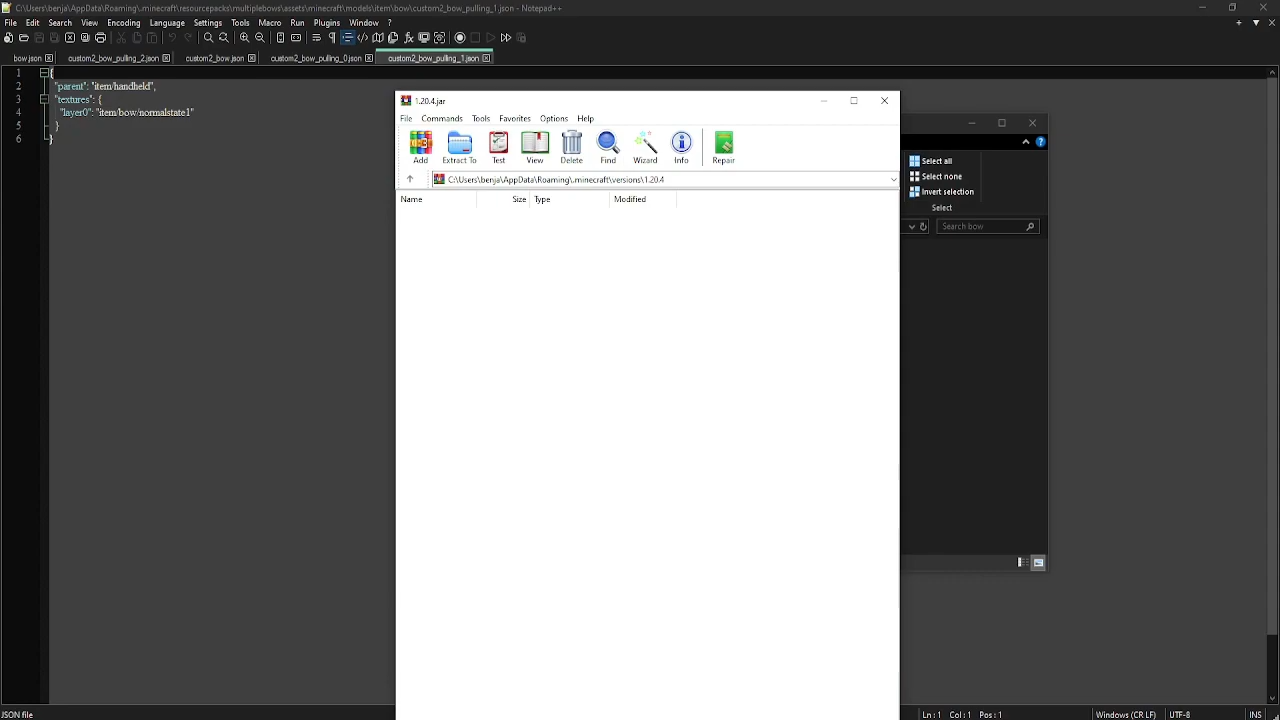 C:\Users\benja\AppData\Roaming\.minecraft\resourcepacks\multiplebows\assets\minecraft\models\item\bow\custom2_bow_pulling_1.json - Notepad++
File Edit Search View Encoding Language Settings Tools Macro Run Plugins Window ?
bow.json custom2_bow_pulling_2.json custom2_bow.json custom2_bow_pulling_0.json custom2_bow_pulling_1.json
1 {
2 "parent": "item/handheld",
3 "textures": {
4 "layer0": "item/bow/normalstate1"
5 }
6 }
1.20.4.jar
File Commands Tools Favorites Options Help
Add Extract To Test View Delete Find Wizard Info Repair
C:\Users\benja\AppData\Roaming\.minecraft\versions\1.20.4
Name Size Type Modified
Select all
Select none
Invert selection
Select
Search bow
JSON file Ln : 1 Col : 1 Pos : 1 Windows (CR LF) UTF-8 INS